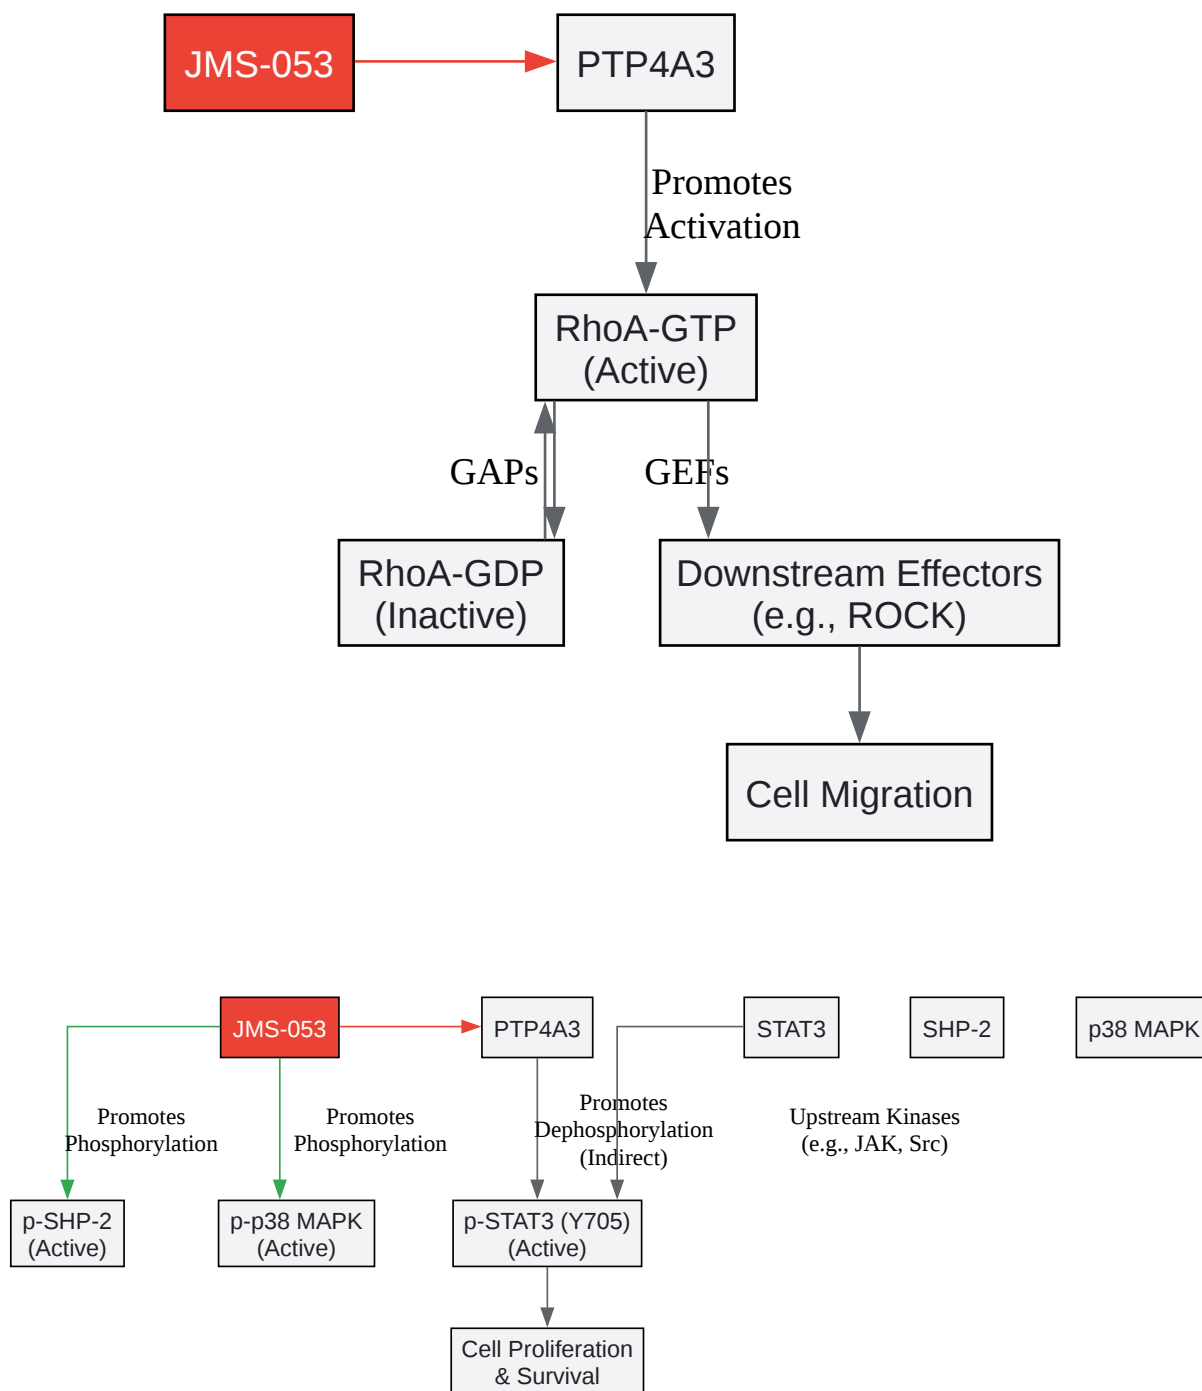 JMS-053
PTP4A3
Promotes
Activation
RhoA-GTP
(Active)
GAPs
GEFs
RhoA-GDP
(Inactive)
Downstream Effectors
(e.g., ROCK)
Cell Migration
JMS-053
PTP4A3
STAT3
SHP-2
p38 MAPK
Promotes
Phosphorylation
Promotes
Phosphorylation
Promotes
Dephosphorylation
(Indirect)
Upstream Kinases
(e.g., JAK, Src)
p-SHP-2
(Active)
p-p38 MAPK
(Active)
p-STAT3 (Y705)
(Active)
Cell Proliferation
& Survival